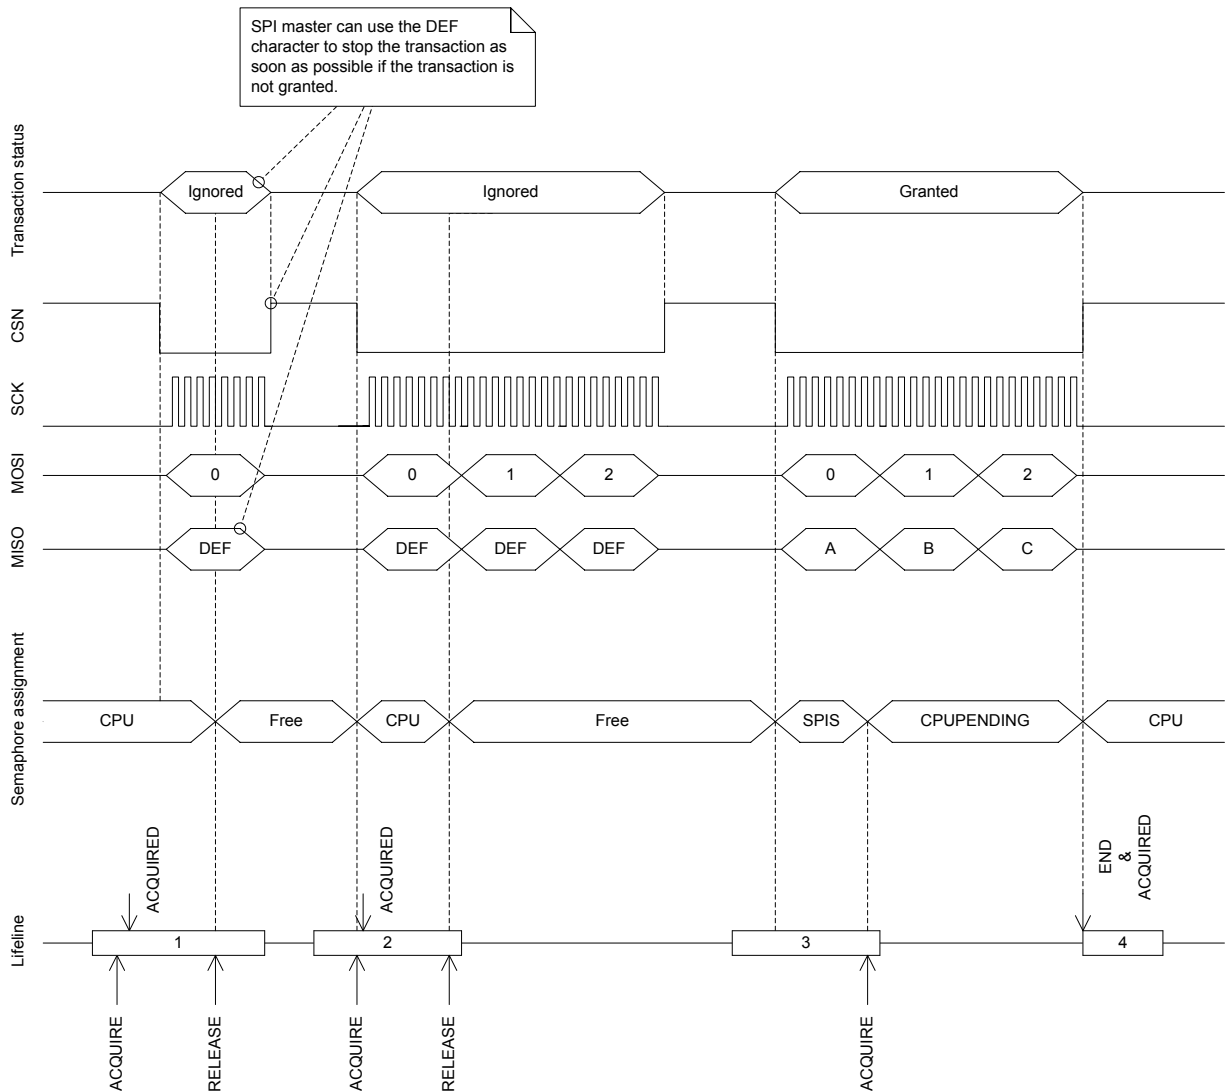 SPI master can use the DEF
character to stop the transaction as
soon as possible if the transaction is
not granted.
Transaction status
Ignored
Ignored
Granted
CSN
SCK
MOSI
0
0
1
2
0
1
2
MISO
DEF
DEF
DEF
DEF
A
B
C
Semaphore assignment
CPU
Free
CPU
Free
SPIS
CPUPENDING
CPU
ACQUIRED
ACQUIRED
END
&
ACQUIRED
Lifeline
1
2
3
4
ACQUIRE
RELEASE
ACQUIRE
RELEASE
ACQUIRE